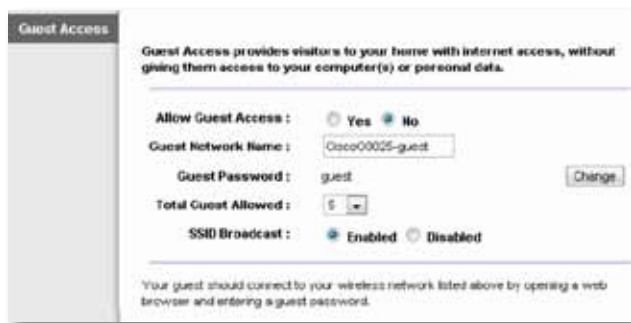 Guest Access
Guest Access provides visitors to your home with internet access, without
giving them access to your computer(s) or personal data.
Allow Guest Access : Yes No
Guest Network Name : Cisco00025-guest
Guest Password : guest Change
Total Guest Allowed : 5
SSID Broadcast : Enabled Disabled
Your guest should connect to your wireless network listed above by opening a web
browser and entering a guest password.